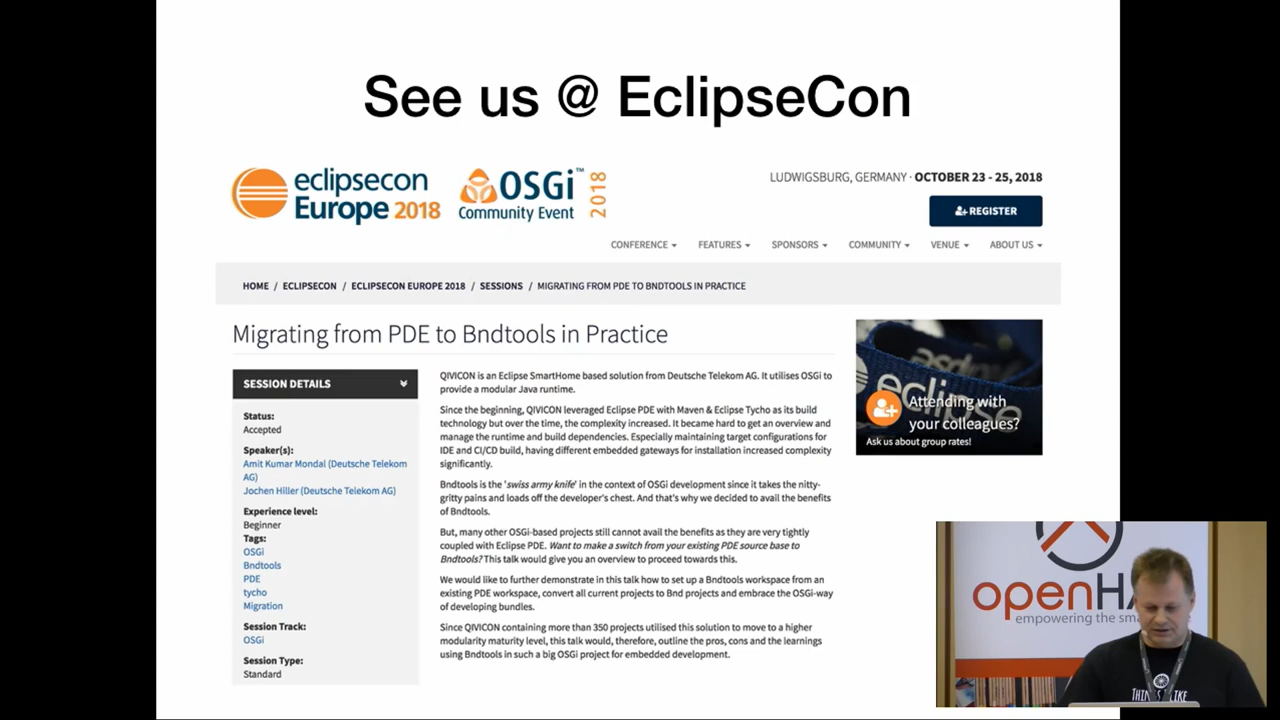 See us @ EclipseCon
eclipsecon
Europe 2018
OSGi™
Community Event
2018
LUDWIGSBURG, GERMANY · OCTOBER 23 - 25, 2018
REGISTER
CONFERENCE FEATURES SPONSORS COMMUNITY VENUE ABOUT US
HOME / ECLIPSECON / ECLIPSECON EUROPE 2018 / SESSIONS / MIGRATING FROM PDE TO BNDTOOLS IN PRACTICE
Migrating from PDE to Bndtools in Practice
SESSION DETAILS
Status:
Accepted
Speaker(s):
Amit Kumar Mondal (Deutsche Telekom
AG)
Jochen Hiller (Deutsche Telekom AG)
Experience level:
Beginner
Tags:
OSGi
Bndtools
PDE
tycho
Migration
Session Track:
OSGi
Session Type:
Standard
QIVICON is an Eclipse SmartHome based solution from Deutsche Telekom AG. It utilises OSGi to
provide a modular Java runtime.
Since the beginning, QIVICON leveraged Eclipse PDE with Maven & Eclipse Tycho as its build
technology but over the time, the complexity increased. It became hard to get an overview and
manage the runtime and build dependencies. Especially maintaining target configurations for
IDE and CI/CD build, having different embedded gateways for installation increased complexity
significantly.
Bndtools is the 'swiss army knife' in the context of OSGi development since it takes the nitty-
gritty pains and loads off the developer's chest. And that's why we decided to avail the benefits
of Bndtools.
But, many other OSGi-based projects still cannot avail the benefits as they are very tightly
coupled with Eclipse PDE. Want to make a switch from your existing PDE source base to
Bndtools? This talk would give you an overview to proceed towards this.
We would like to further demonstrate in this talk how to set up a Bndtools workspace from an
existing PDE workspace, convert all current projects to Bnd projects and embrace the OSGi-way
of developing bundles.
Since QIVICON containing more than 350 projects utilised this solution to move to a higher
modularity maturity level, this talk would, therefore, outline the pros, cons and the learnings
using Bndtools in such a big OSGi project for embedded development.
eclipse
Attending with
your colleagues?
Ask us about group rates!
openHA
empowering the sma